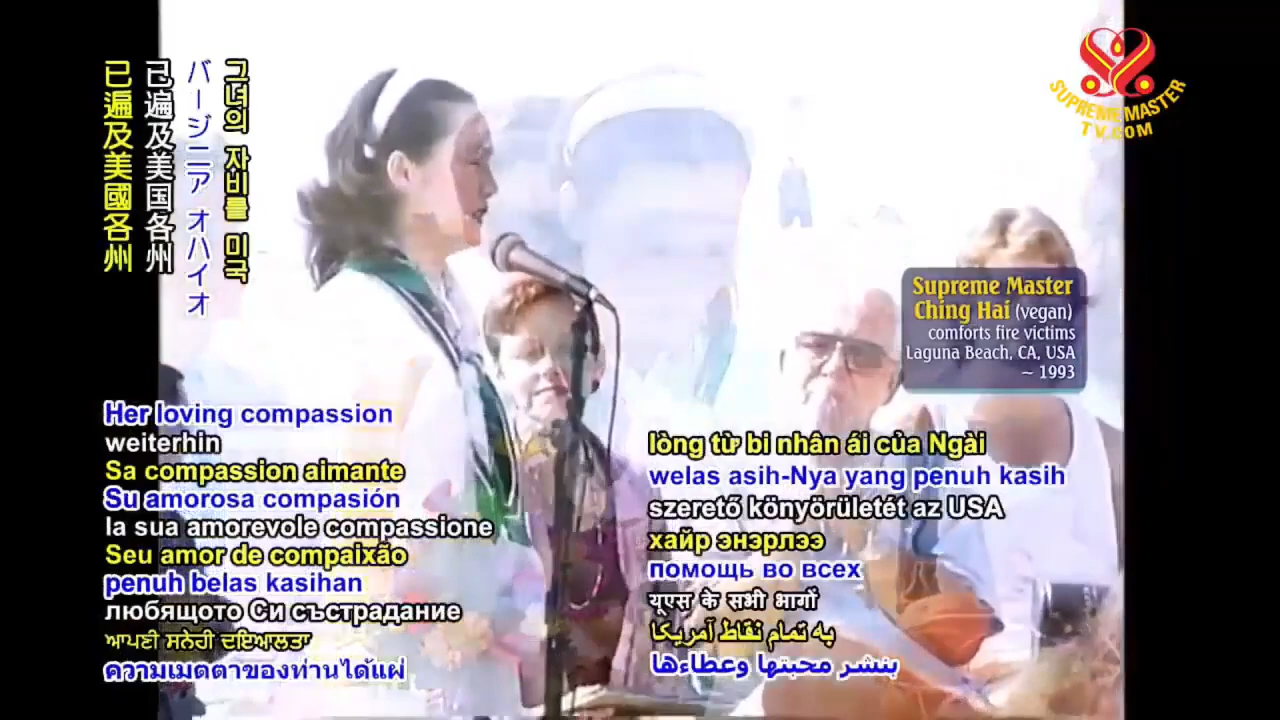 已遍及美國各州
已遍及美国各州
バージニア オハイオ
그녀의 자비를 미국
SUPREME MASTER
TV.COM
Supreme Master
Ching Hai (vegan)
comforts fire victims
Laguna Beach, CA, USA
~ 1993
Her loving compassion
weiterhin
Sa compassion aimante
Su amorosa compasión
la sua amorevole compassione
Seu amor de compaixão
penuh belas kasihan
любящото Си състрадание
ਆਪਣੀ ਸਨੇਹੀ ਦਇਆਲਤਾ
ความเมตตาของท่านได้แผ่
lòng từ bi nhân ái của Ngài
welas asih-Nya yang penuh kasih
szerető könyörületét az USA
хайр энэрлээ
помощь во всех
यूएस के सभी भागों
به تمام نقاط آمریکا
بنشر محبتها وعطاءها